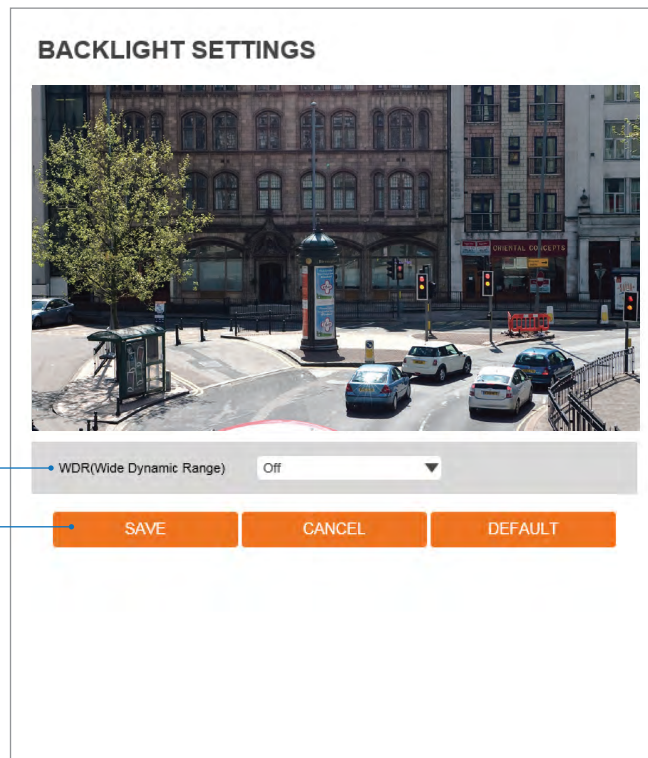 BACKLIGHT SETTINGS
ORIENTAL CONCEPTS
WDR(Wide Dynamic Range) Off
SAVE CANCEL DEFAULT